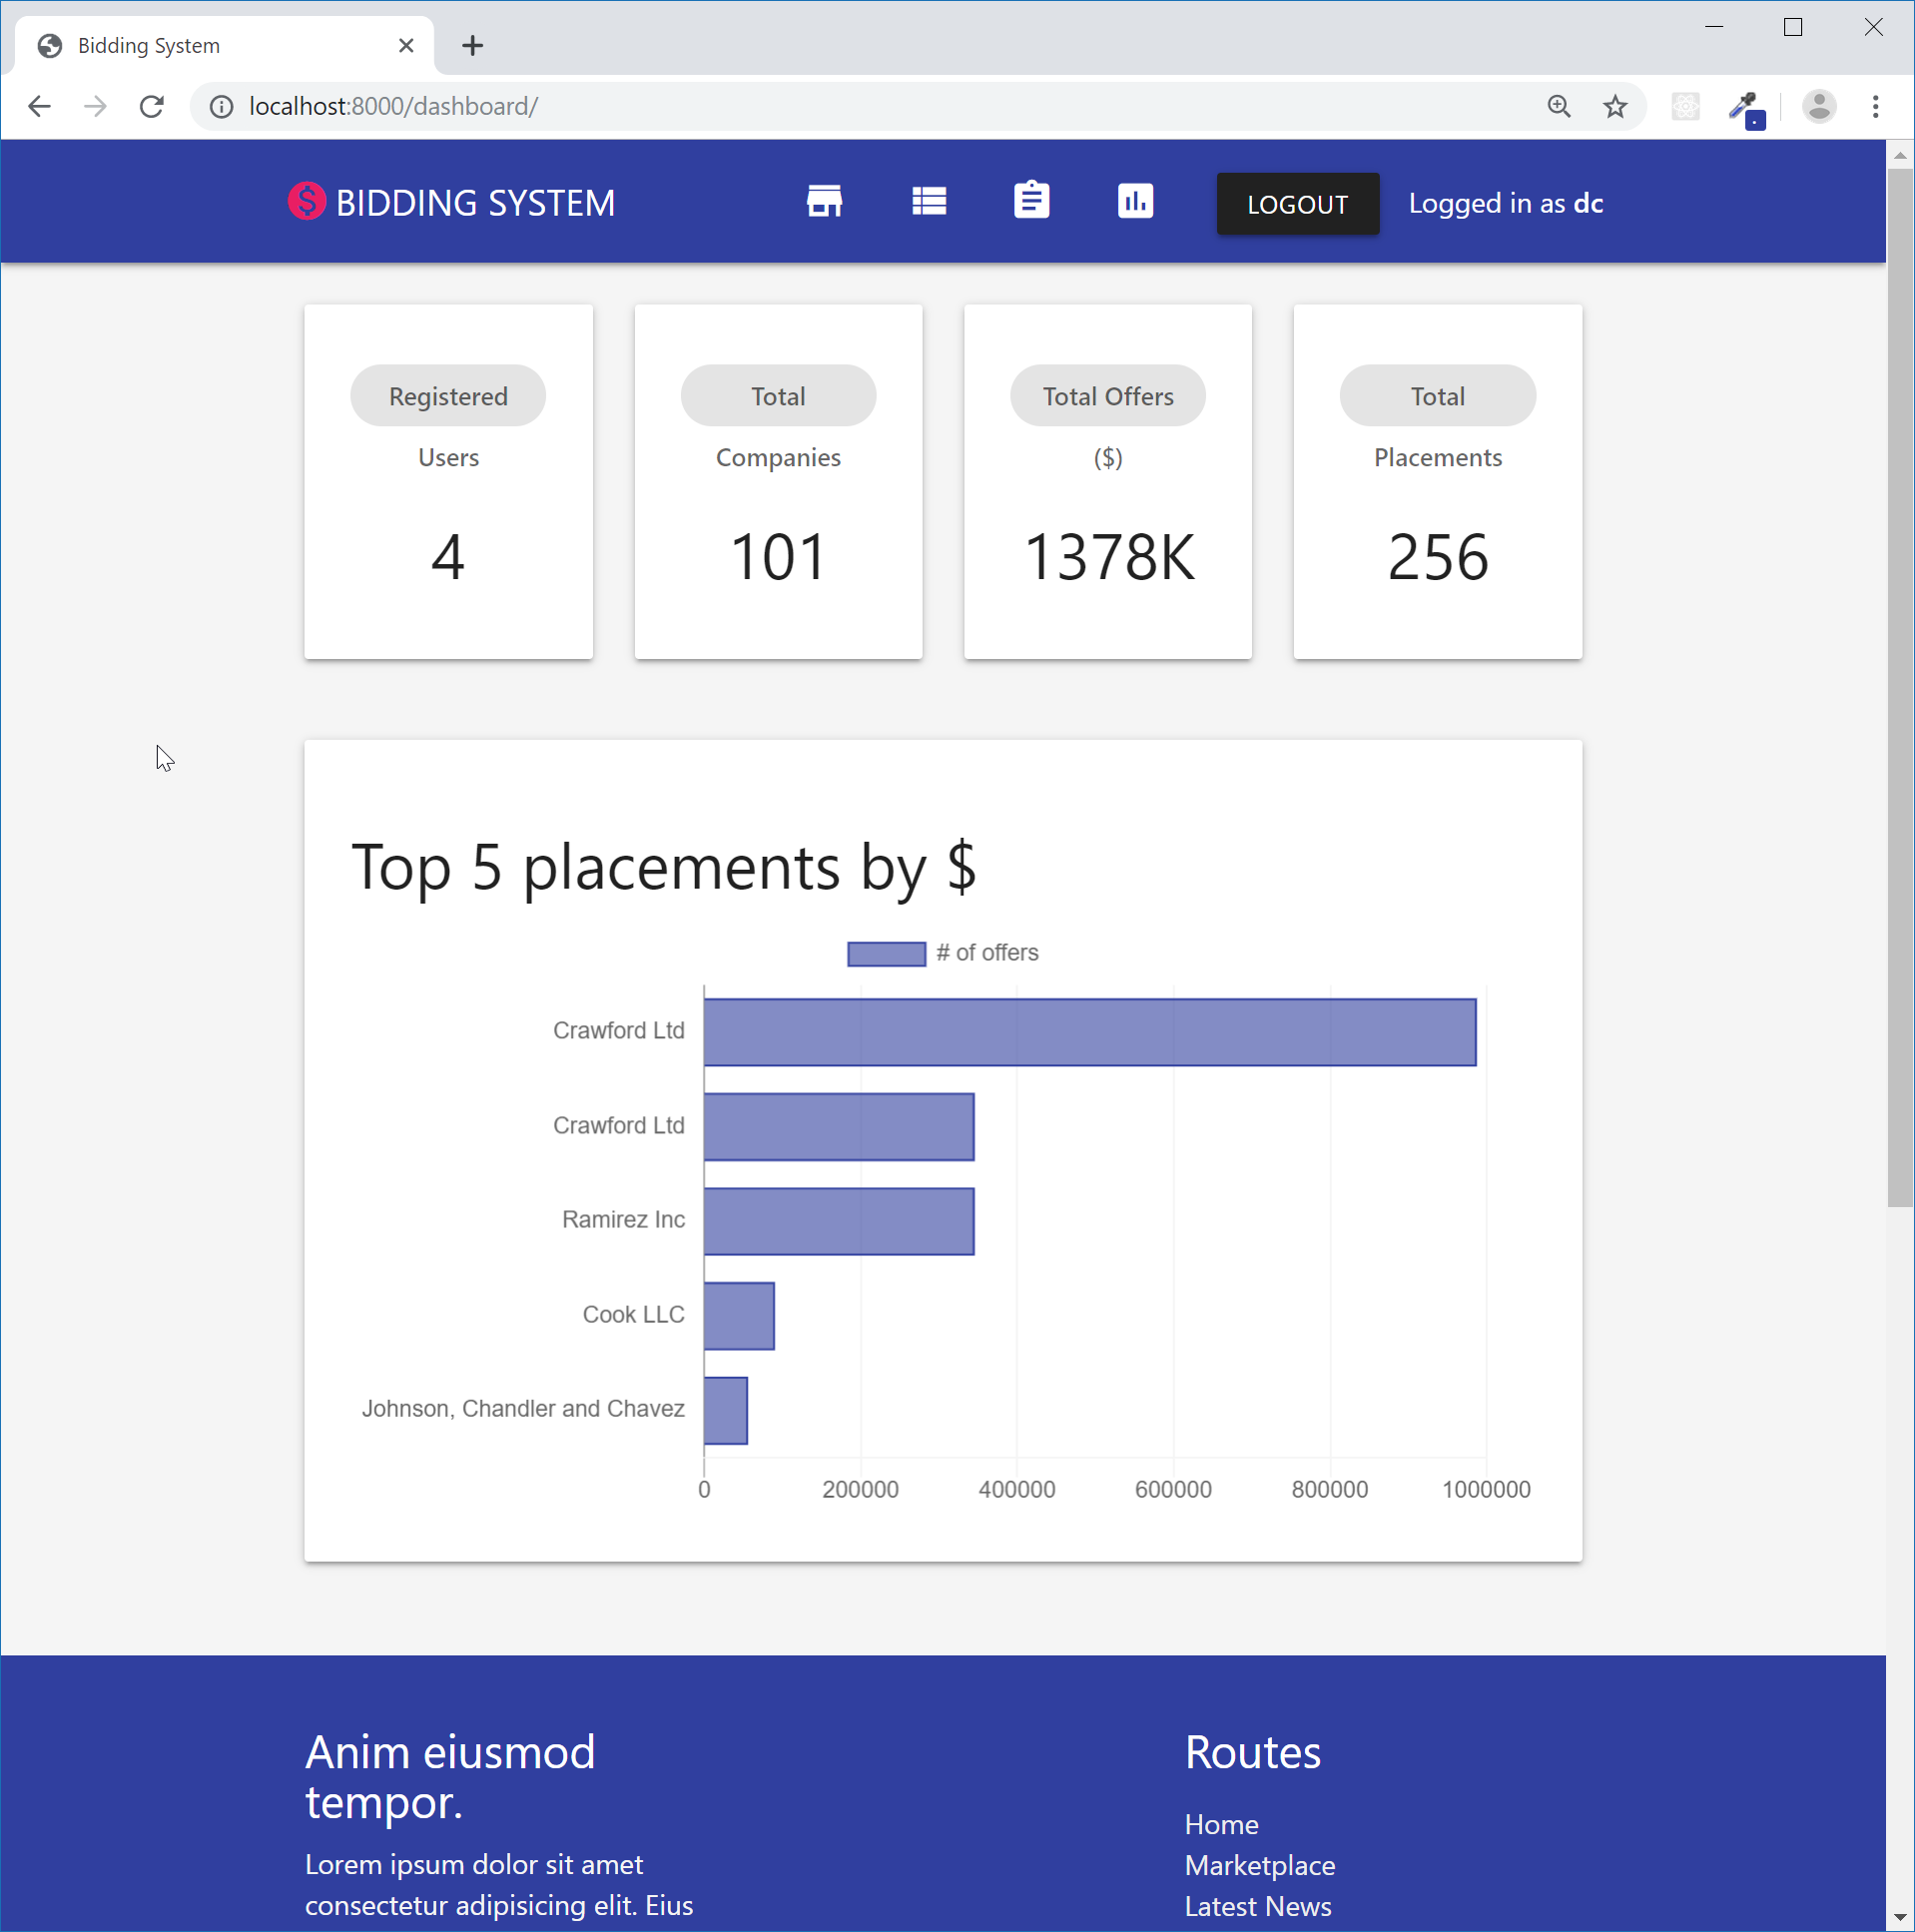 Bidding System
localhost:8000/dashboard/
BIDDING SYSTEM
LOGOUT
Logged in as dc
Registered
Users
4
Total
Companies
101
Total Offers
($)
1378K
Total
Placements
256
Top 5 placements by $
# of offers
Crawford Ltd
Crawford Ltd
Ramirez Inc
Cook LLC
Johnson, Chandler and Chavez
0 200000 400000 600000 800000 1000000
Anim eiusmod
tempor.
Lorem ipsum dolor sit amet
consectetur adipisicing elit. Eius
Routes
Home
Marketplace
Latest News